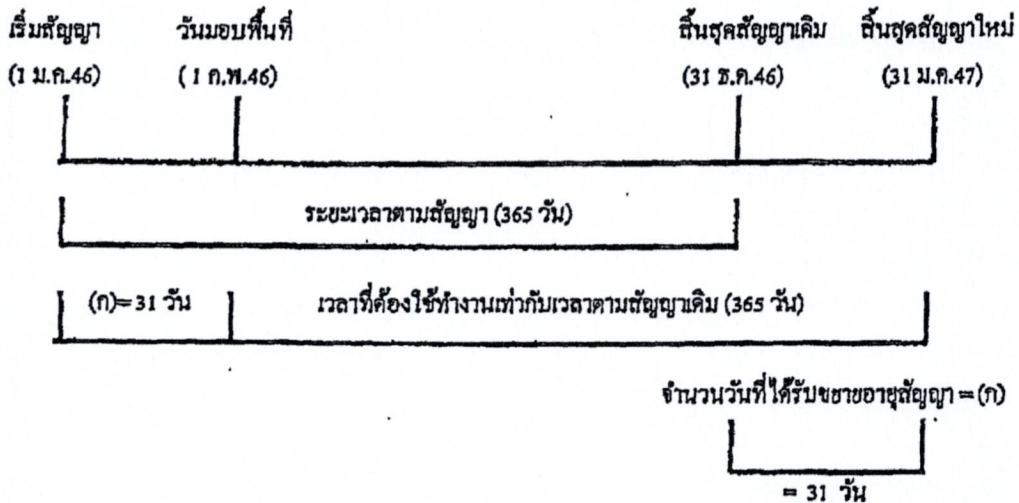 เริ่มสัญญา วันมอบพื้นที่ สิ้นสุดสัญญาเดิม สิ้นสุดสัญญาใหม่
(1 ม.ค.46) ( 1 ก.พ.46) (31 ธ.ค.46) (31 ม.ค.47)
ระยะเวลาตามสัญญา (365 วัน)
(ก)= 31 วัน เวลาที่ต้องใช้ทำงานเท่ากับเวลาตามสัญญาเดิม (365 วัน)
จำนวนวันที่ได้รับขยายอายุสัญญา = (ก)
= 31 วัน